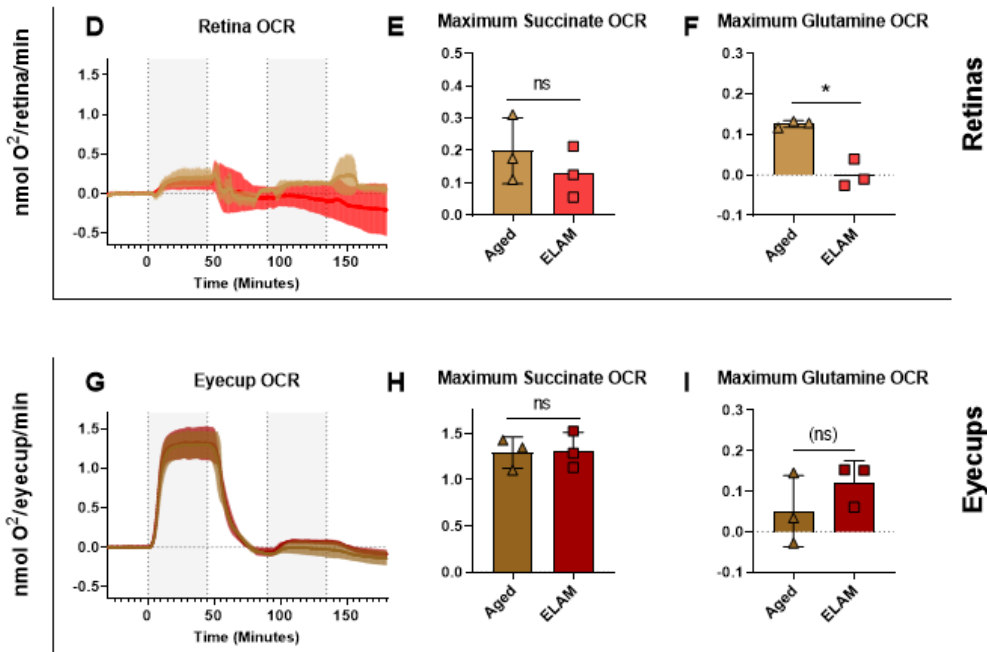 D
Retina OCR
nmol O²/retina/min
1.5
1.0
0.5
0.0
-0.5
0
50
100
150
Time (Minutes)
E
Maximum Succinate OCR
0.5
0.4
0.3
0.2
0.1
0.0
ns
Aged
ELAM
F
Maximum Glutamine OCR
0.3
0.2
0.1
0.0
-0.1
*
Aged
ELAM
Retinas
G
Eyecup OCR
nmol O²/eyecup/min
1.5
1.0
0.5
0.0
-0.5
0
50
100
150
Time (Minutes)
H
Maximum Succinate OCR
1.5
1.0
0.5
0.0
ns
Aged
ELAM
I
Maximum Glutamine OCR
0.3
0.2
0.1
0.0
-0.1
(ns)
Aged
ELAM
Eyecups